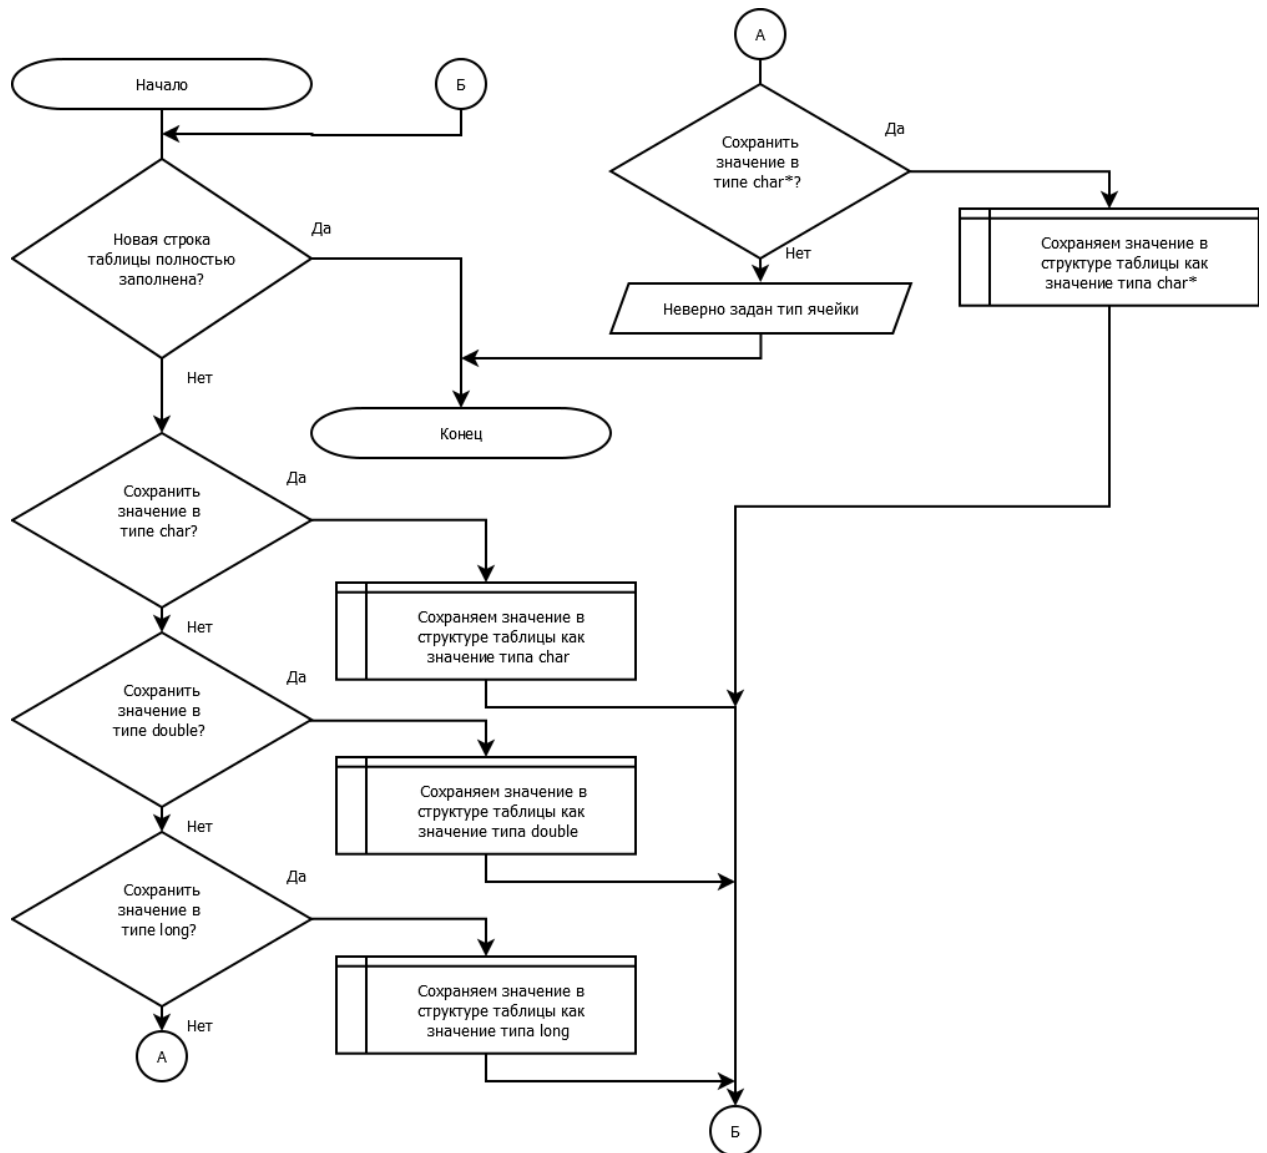 Начало
Б
А
Новая строка
таблицы полностью
заполнена?
Да
Нет
Сохранить
значение в
типе char*?
Да
Нет
Сохраняем значение в
структуре таблицы как
значение типа char*
Неверно задан тип ячейки
Конец
Сохранить
значение в
типе char?
Да
Нет
Сохраняем значение в
структуре таблицы как
значение типа char
Сохранить
значение в
типе double?
Да
Нет
Сохраняем значение в
структуре таблицы как
значение типа double
Сохранить
значение в
типе long?
Да
Нет
Сохраняем значение в
структуре таблицы как
значение типа long
А
Б